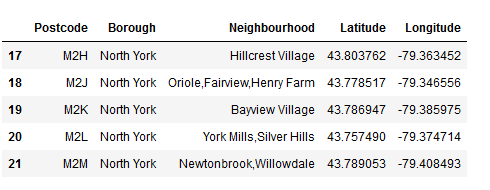 Postcode Borough Neighbourhood Latitude Longitude
17 M2H North York Hillcrest Village 43.803762 -79.363452
18 M2J North York Oriole,Fairview,Henry Farm 43.778517 -79.346556
19 M2K North York Bayview Village 43.786947 -79.385975
20 M2L North York York Mills,Silver Hills 43.757490 -79.374714
21 M2M North York Newtonbrook,Willowdale 43.789053 -79.408493